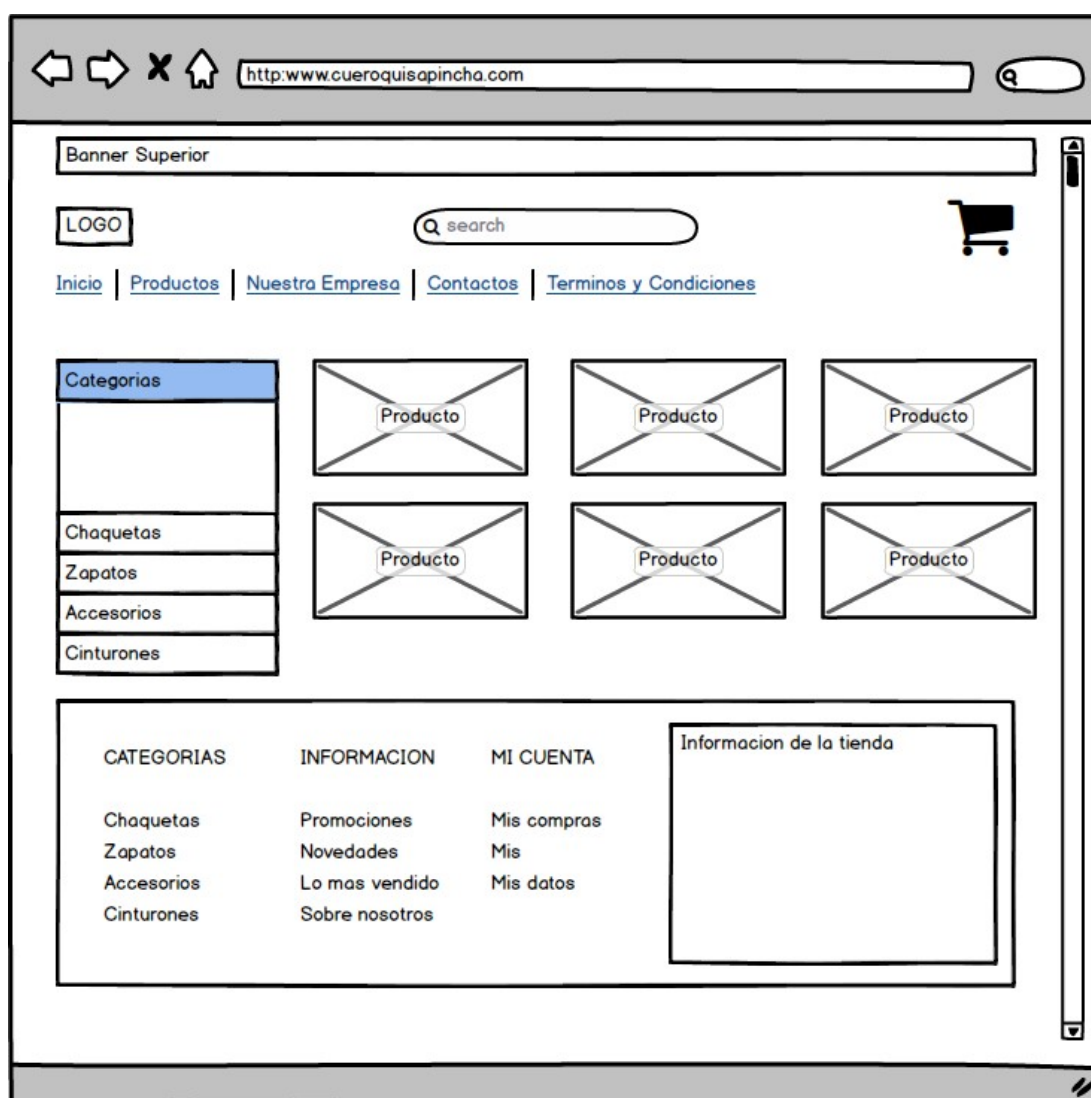 http:www.cueroquisapincha.com
Banner Superior
LOGO
search
Inicio Productos Nuestra Empresa Contactos Terminos y Condiciones
Categorias
Producto Producto Producto
Producto Producto Producto
Chaquetas
Zapatos
Accesorios
Cinturones
CATEGORIAS INFORMACION MI CUENTA Informacion de la tienda
Chaquetas Promociones Mis compras
Zapatos Novedades Mis
Accesorios Lo mas vendido Mis datos
Cinturones Sobre nosotros